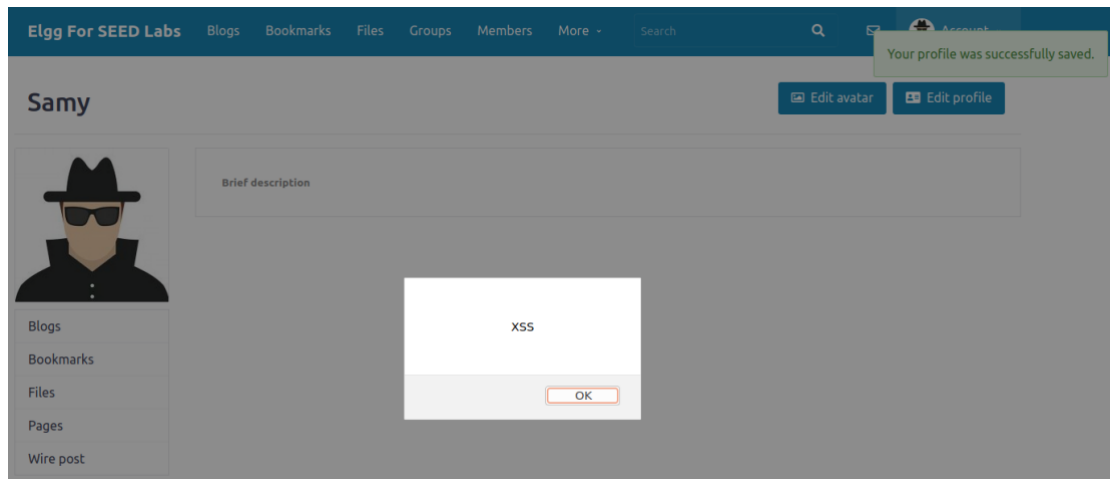 Elgg For SEED Labs Blogs Bookmarks Files Groups Members More Search Account
Your profile was successfully saved.
Samy
Edit avatar Edit profile
Brief description
XSS
OK
Blogs
Bookmarks
Files
Pages
Wire post